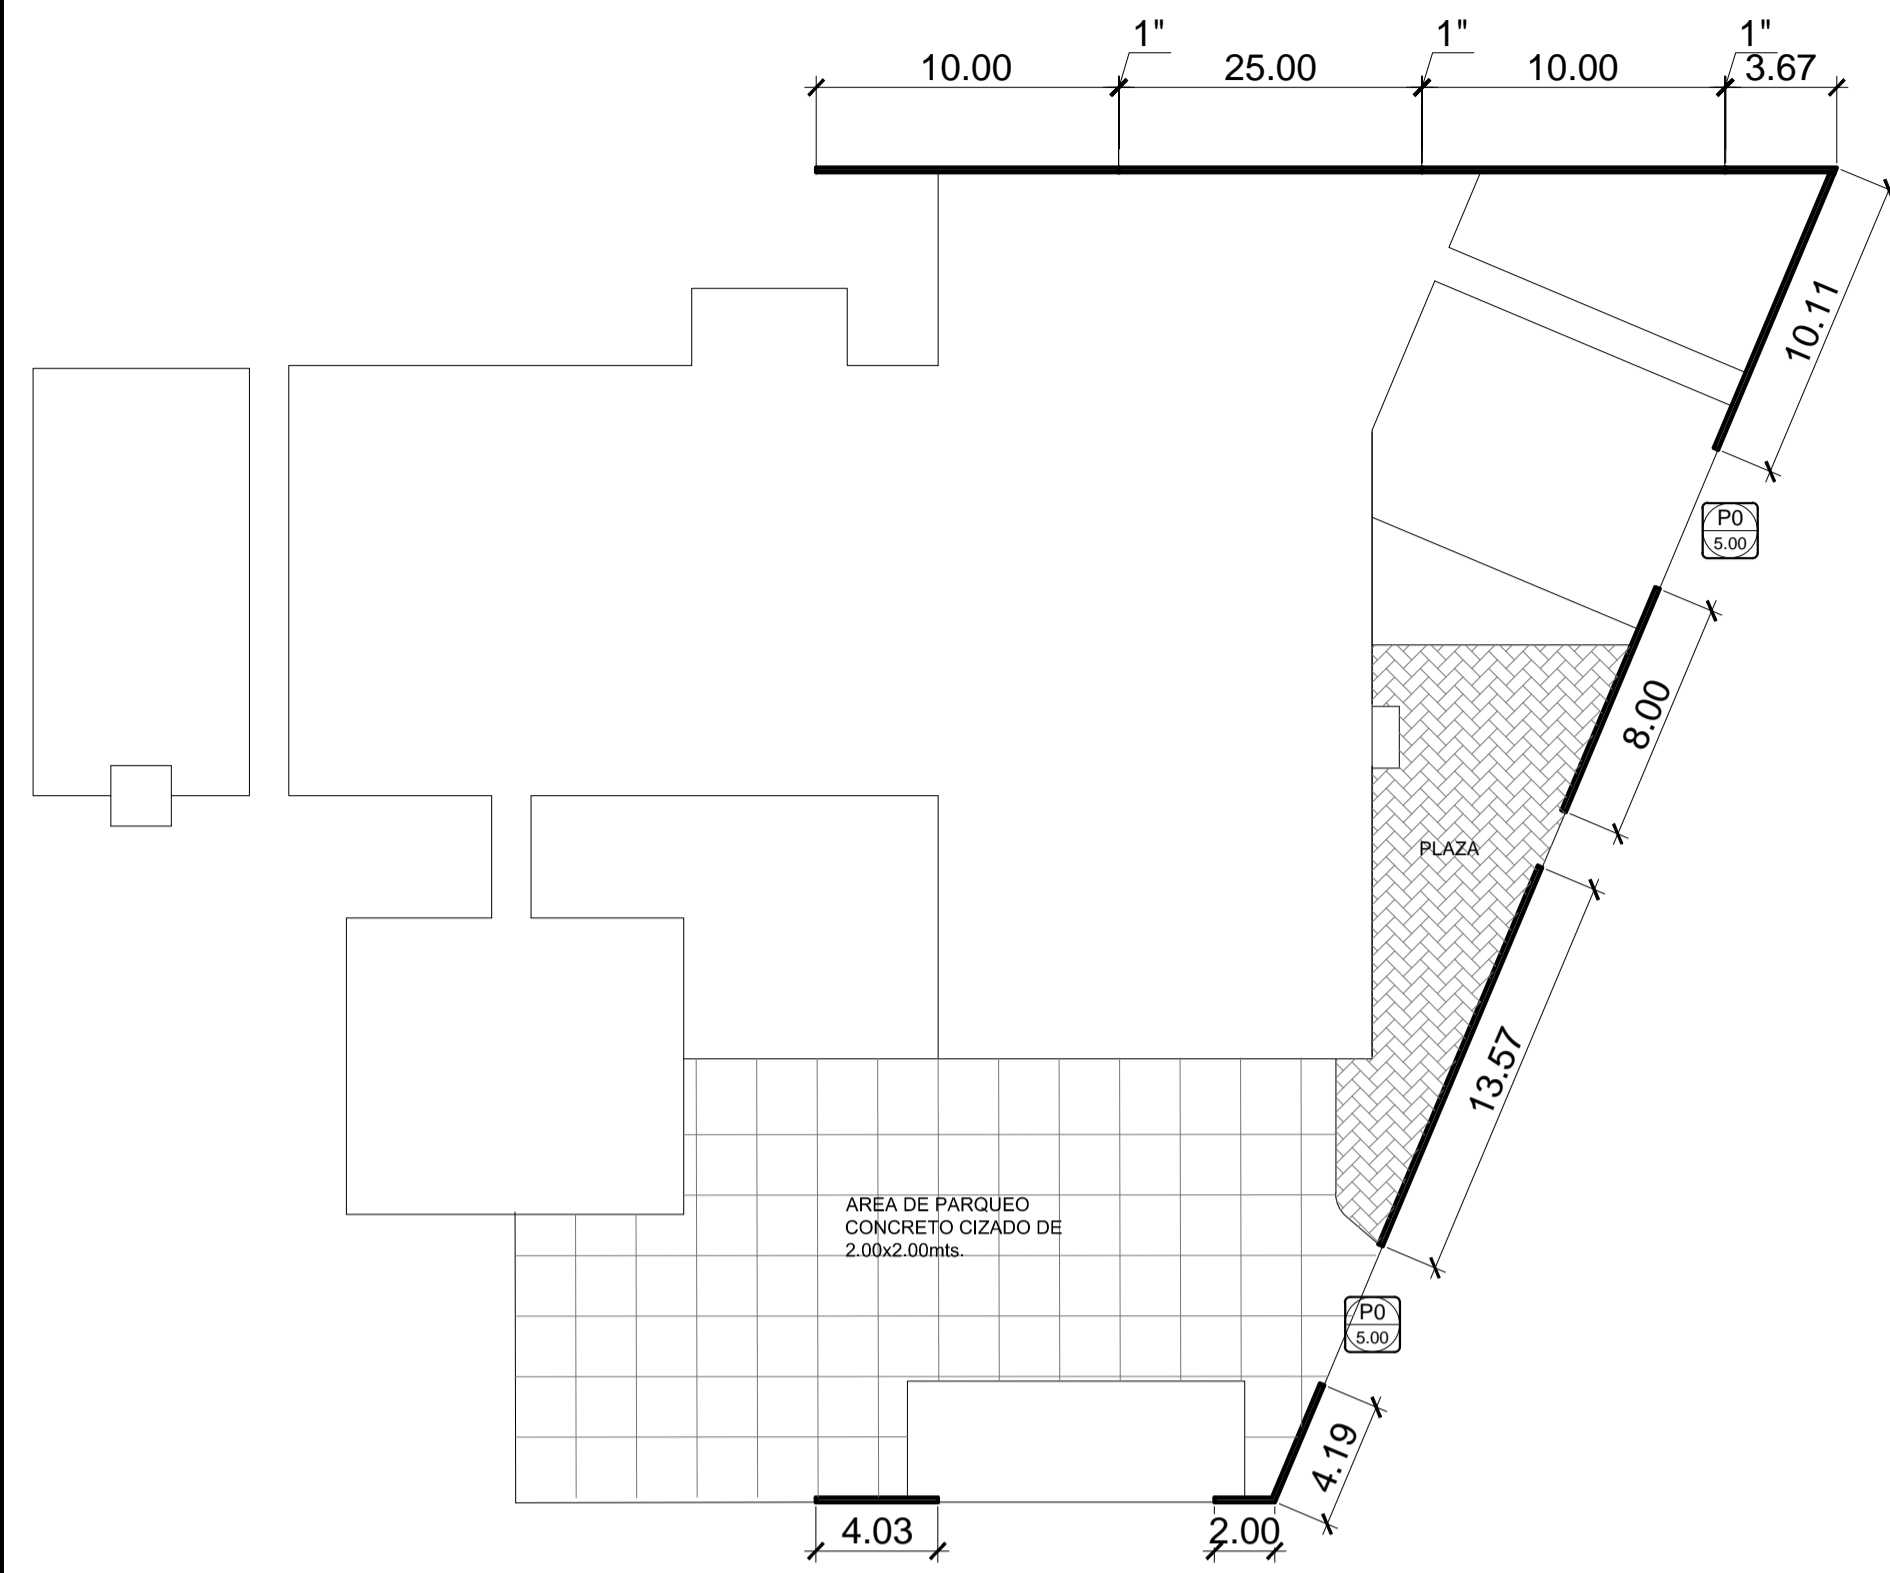 1"
1"
1"
10.00
25.00
10.00
3.67
10.11
P0
5.00
8.00
PLAZA
13.57
AREA DE PARQUEO
CONCRETO CIZADO DE
2.00x2.00mts.
P0
5.00
4.19
4.03
2.00